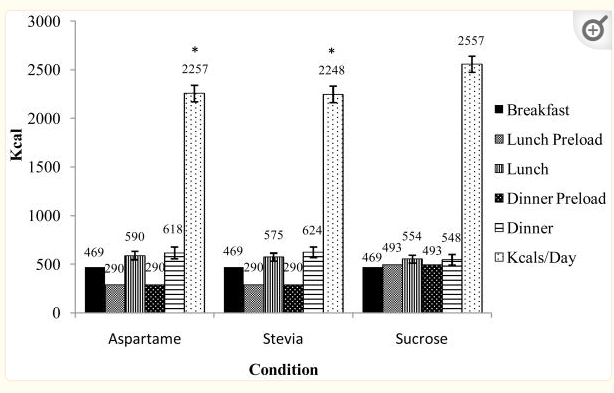 3000
2500
2000
1500
1000
500
0
Kcal
469
290
590
290
618
*
2257
469
290
575
290
624
*
2248
469
493
554
493
548
2557
Aspartame
Stevia
Sucrose
Condition
Breakfast
Lunch Preload
Lunch
Dinner Preload
Dinner
Kcals/Day